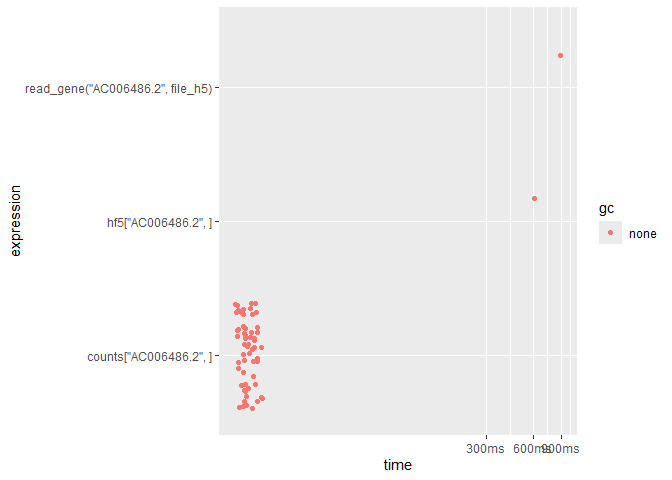 read_gene("AC006486.2", file_h5)
hf5["AC006486.2", ]
counts["AC006486.2", ]
expression
300ms
600ms
900ms
time
gc
none